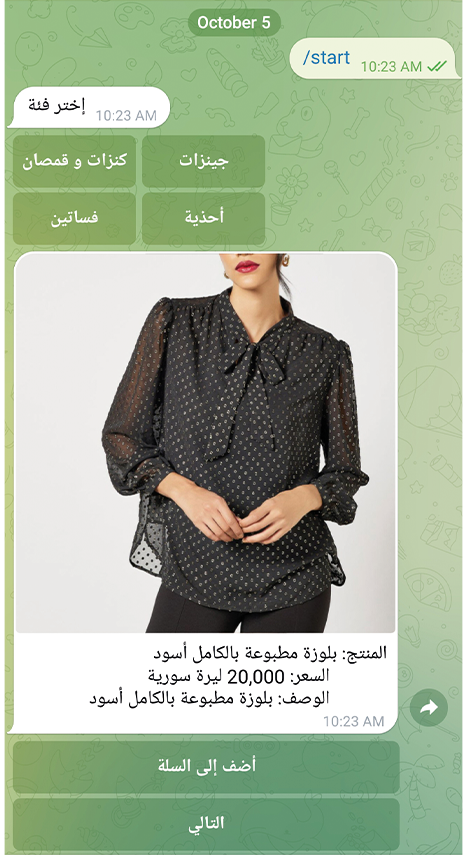 October 5
/start
10:23 AM
إختر فئة
10:23 AM
كنزات و قمصان
جينزات
فساتين
أحذية
المنتج: بلوزة مطبوعة بالكامل أسود
السعر: 20,000 ليرة سورية
الوصف: بلوزة مطبوعة بالكامل أسود
10:23 AM
أضف إلى السلة
التالي